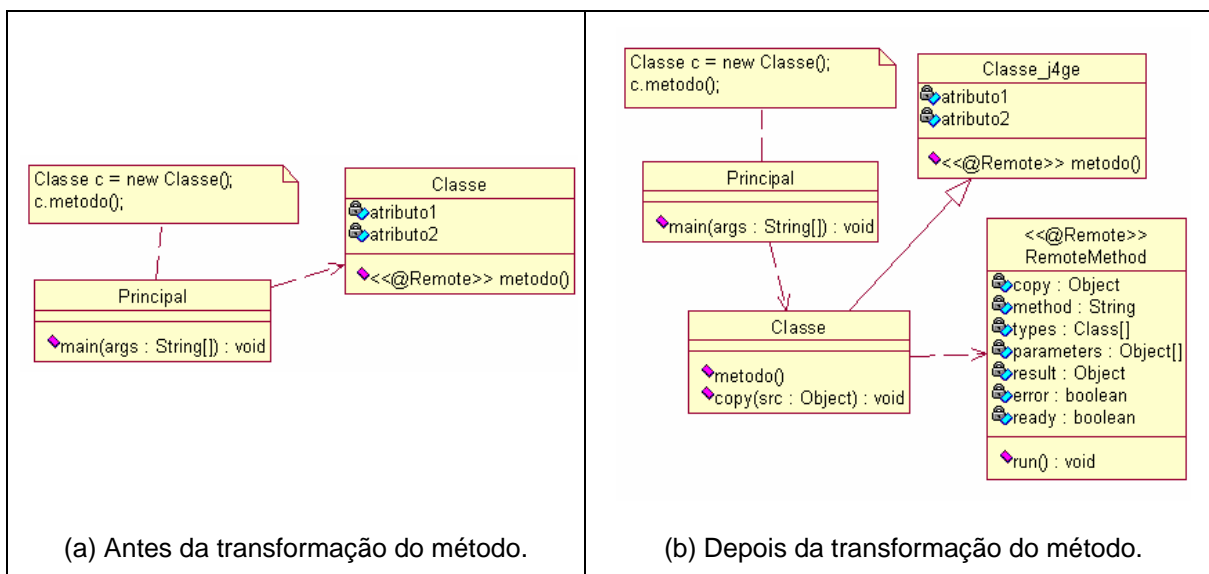 Classe c = new Classe();
c.metodo();
Principal
main(args : String[]) : void
Classe
atributo1
atributo2
<<@Remote>> metodo()
(a) Antes da transformação do método.
Classe c = new Classe();
c.metodo();
Principal
main(args : String[]) : void
Classe_j4ge
atributo1
atributo2
<<@Remote>> metodo()
Classe
metodo()
copy(src : Object) : void
<<@Remote>>
RemoteMethod
copy : Object
method : String
types : Class[]
parameters : Object[]
result : Object
error : boolean
ready : boolean
run() : void
(b) Depois da transformação do método.